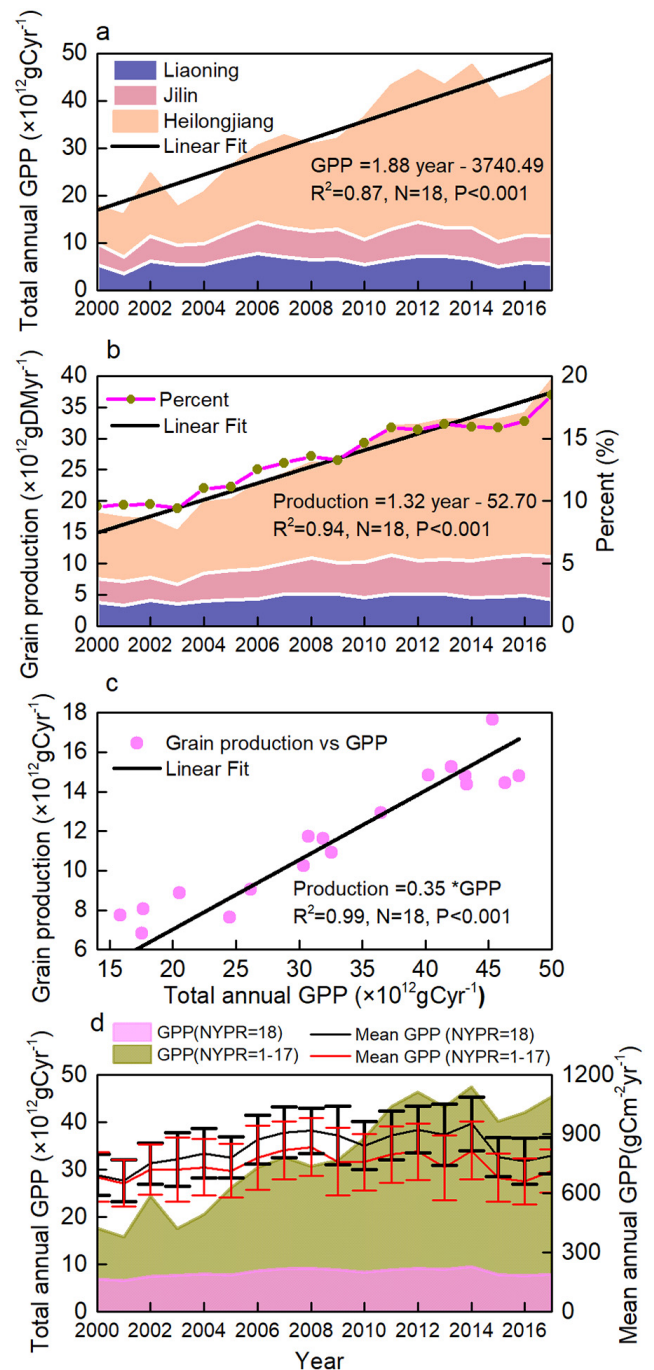 a
Total annual GPP (×10¹²gCyr⁻¹)
50
40
30
20
10
0
Liaoning
Jilin
Heilongjiang
Linear Fit
GPP =1.88 year - 3740.49
R²=0.87, N=18, P<0.001
2000 2002 2004 2006 2008 2010 2012 2014 2016
b
Grain production (×10¹²gDMyr⁻¹)
40
35
30
25
20
15
10
5
0
Percent
Linear Fit
Production =1.32 year - 52.70
R²=0.94, N=18, P<0.001
20
15
10
5
0
Percent (%)
2000 2002 2004 2006 2008 2010 2012 2014 2016
c
Grain production (×10¹²gCyr⁻¹)
18
16
14
12
10
8
6
Grain production vs GPP
Linear Fit
Production =0.35 *GPP
R²=0.99, N=18, P<0.001
15 20 25 30 35 40 45 50
Total annual GPP (×10¹²gCyr⁻¹)
d
GPP(NYPR=18) Mean GPP (NYPR=18)
GPP(NYPR=1-17) Mean GPP (NYPR=1-17)
Total annual GPP (×10¹²gCyr⁻¹)
50
40
30
20
10
0
1200
900
600
300
0
Mean annual GPP(gCm⁻²yr⁻¹)
2000 2002 2004 2006 2008 2010 2012 2014 2016
Year